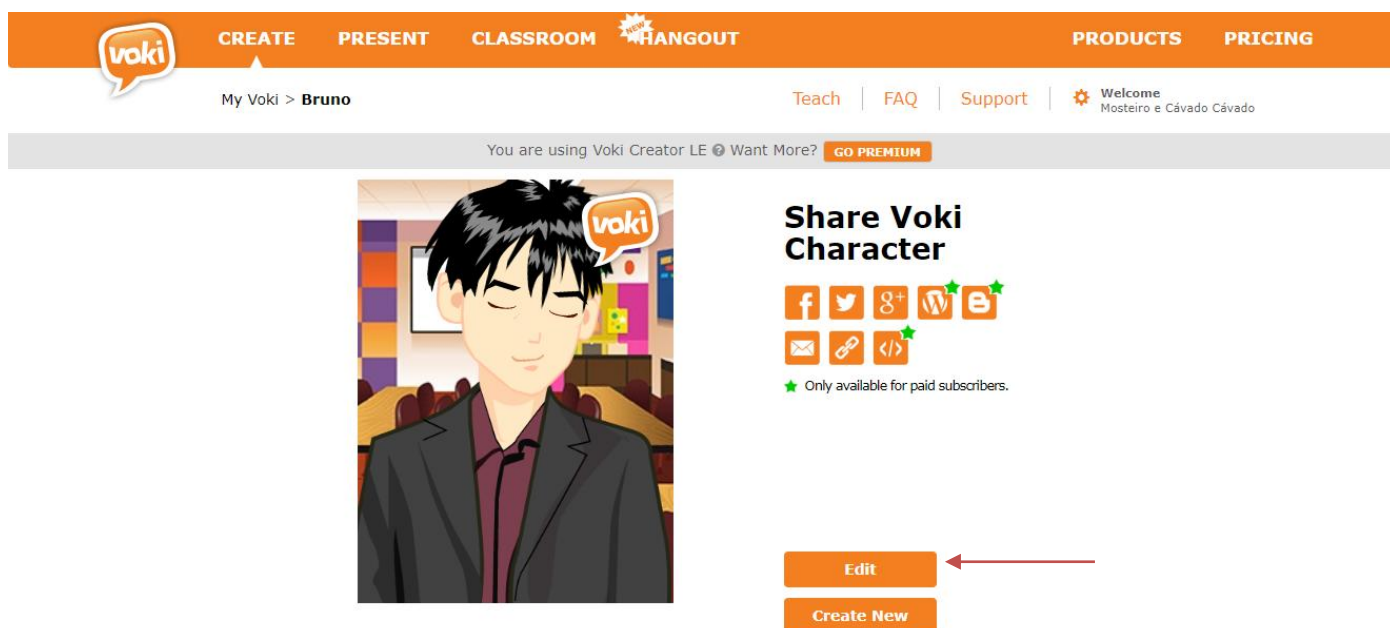 voki
CREATE PRESENT CLASSROOM NEW HANGOUT PRODUCTS PRICING
My Voki > Bruno
Teach FAQ Support Welcome
Mosteiro e Cávado Cávado
You are using Voki Creator LE ? Want More? GO PREMIUM
voki
Share Voki
Character
Only available for paid subscribers.
Edit
Create New